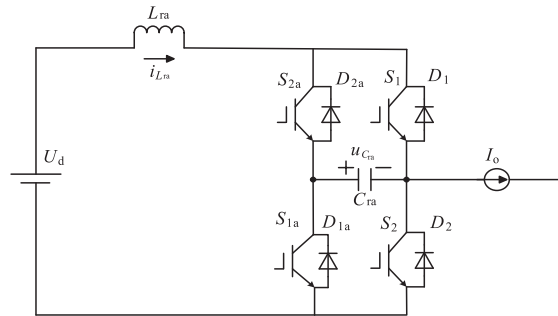 L_ra
i_Lra
S_2a D_2a S_1 D_1
U_d
u_Cra
+ −
I_o
C_ra
S_1a D_1a S_2 D_2